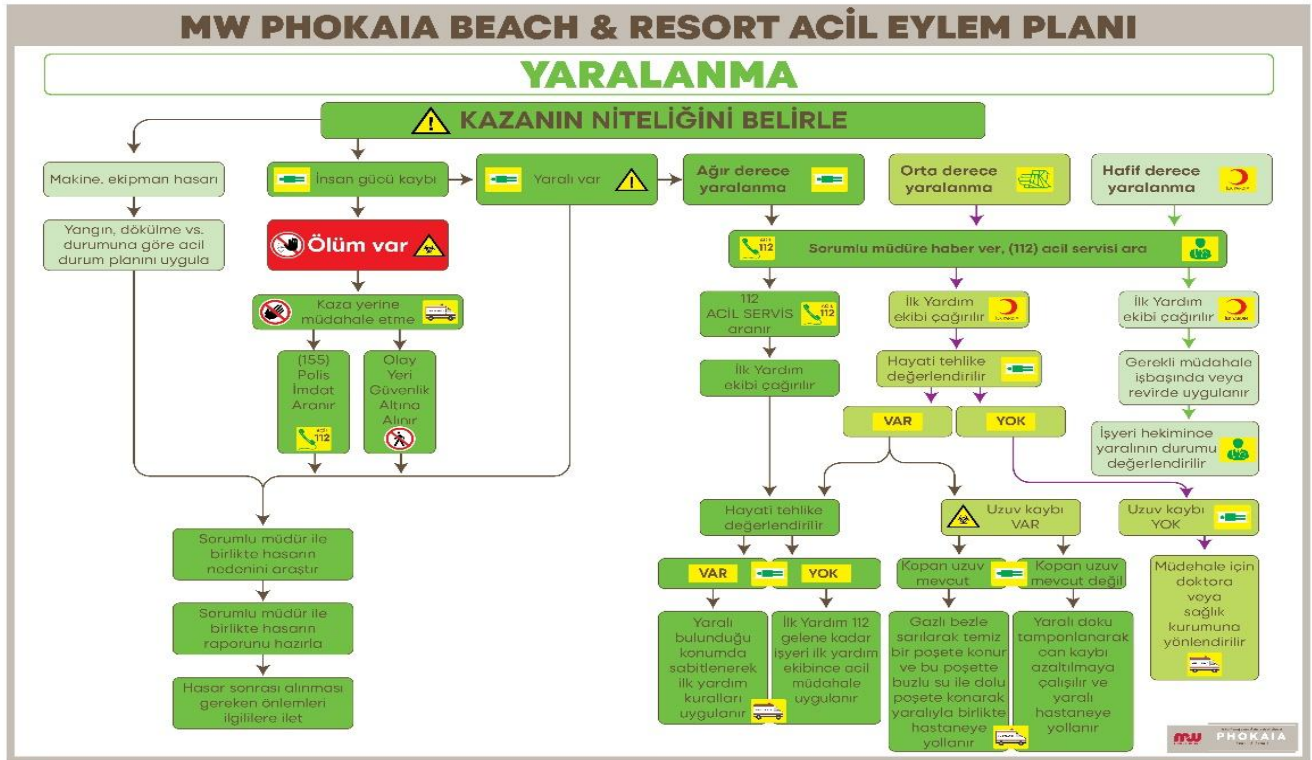 MW PHOKAIA BEACH & RESORT ACİL EYLEM PLANI
YARALANMA
KAZANIN NİTELİĞİNİ BELİRLE
Makine, ekipman hasarı
İnsan gücü kaybı
Yaralı var
Ağır derece
yaralanma
Orta derece
yaralanma
Hafif derece
yaralanma
Yangın, dökülme vs.
durumuna göre acil
durum planını uygula
Ölüm var
112
Sorumlu müdüre haber ver, (112) acil servisi ara
Kaza yerine
müdahale etme
(155)
Polis
İmdat
Aranır
112
Olay
Yeri
Güvenlik
Altına
Alınır
112
ACİL SERVİS
aranır
112
İlk Yardım
ekibi çağırılır
İlk Yardım
ekibi çağırılır
İlk Yardım
ekibi çağırılır
Hayati tehlike
değerlendirilir
Gerekli müdahale
işbaşında veya
revirde uygulanır
VAR
YOK
İşyeri hekimince
yaralının durumu
değerlendirilir
Hayati tehlike
değerlendirilir
Uzuv kaybı
VAR
Uzuv kaybı
YOK
Sorumlu müdür ile
birlikte hasarın
nedenini araştır
Sorumlu müdür ile
birlikte hasarın
raporunu hazırla
Hasar sonrası alınması
gereken önlemleri
ilgililere ilet
VAR
YOK
Kopan uzuv
mevcut
Kopan uzuv
mevcut değil
Müdehale için
doktora
veya
sağlık
kurumuna
yönlendirilir
Yaralı
bulunduğu
konumda
sabitlenerek
ilk yardım
kuralları
uygulanır
İlk Yardım 112
gelene kadar
işyeri ilk yardım
ekibince acil
müdahale
uygulanır
Gazlı bezle
sarılarak temiz
bir poşete konur
ve bu poşette
buzlu su ile dolu
poşete konarak
yaralıyla birlikte
hastaneye
yollanır
Yaralı doku
tamponlanarak
can kaybı
azaltılmaya
çalışılır ve
yaralı
hastaneye
yollanır
mw
PHOKAIA